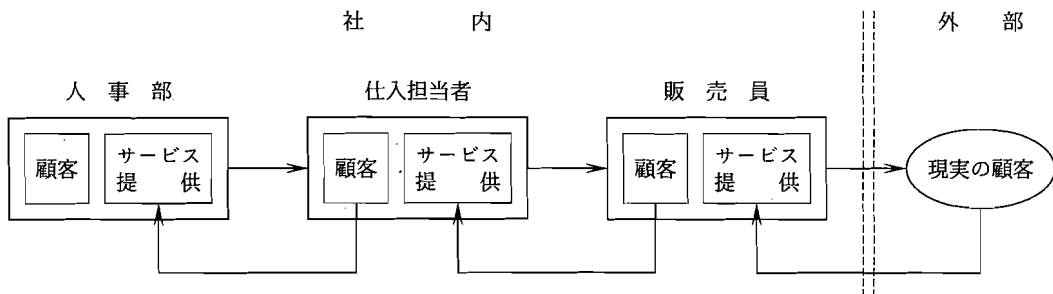 社内
外部
人事部
仕入担当者
販売員
顧客
サービス
提供
顧客
サービス
提供
顧客
サービス
提供
現実の顧客